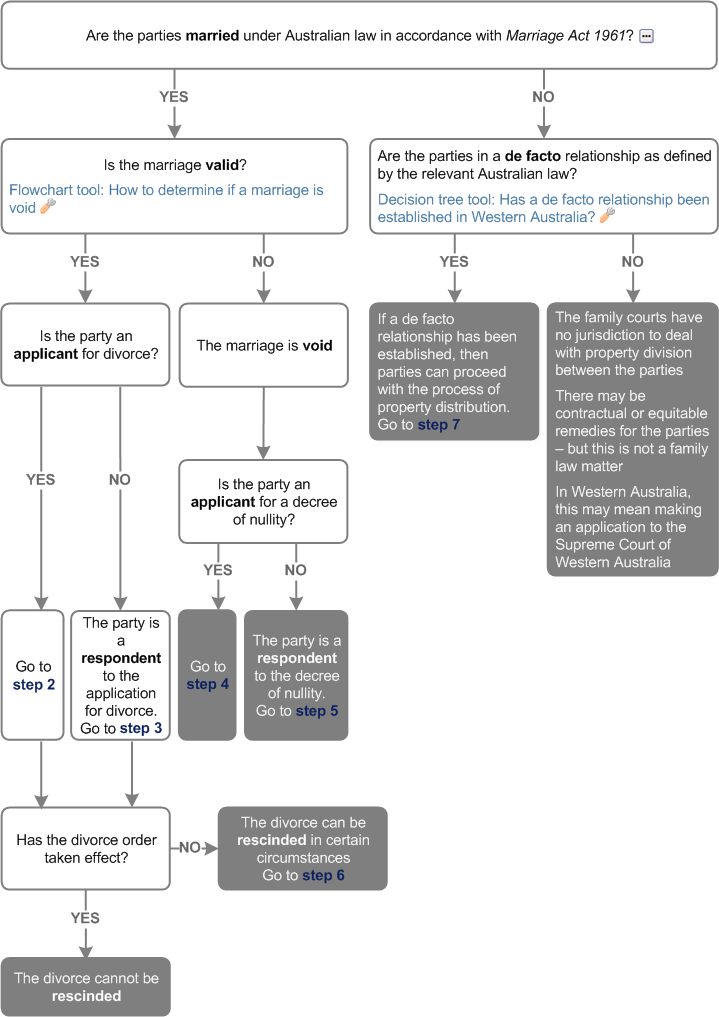 Are the parties married under Australian law in accordance with Marriage Act 1961?
YES
NO
Is the marriage valid?
Flowchart tool: How to determine if a marriage is
void
Are the parties in a de facto relationship as defined
by the relevant Australian law?
Decision tree tool: Has a de facto relationship been
established in Western Australia?
YES
NO
YES
NO
Is the party an
applicant for divorce?
The marriage is void
If a de facto
relationship has been
established, then
parties can proceed
with the process of
property distribution.
Go to step 7
The family courts have
no jurisdiction to deal
with property division
between the parties
There may be
contractual or equitable
remedies for the parties
– but this is not a family
law matter
In Western Australia,
this may mean making
an application to the
Supreme Court of
Western Australia
YES
NO
Is the party an
applicant for a decree
of nullity?
YES
NO
Go to
step 2
The party is
a
respondent
to the
application
for divorce.
Go to step 3
Go to
step 4
The party is a
respondent
to the decree
of nullity.
Go to step 5
Has the divorce order
taken effect?
NO
The divorce can be
rescinded in certain
circumstances
Go to step 6
YES
The divorce cannot be
rescinded